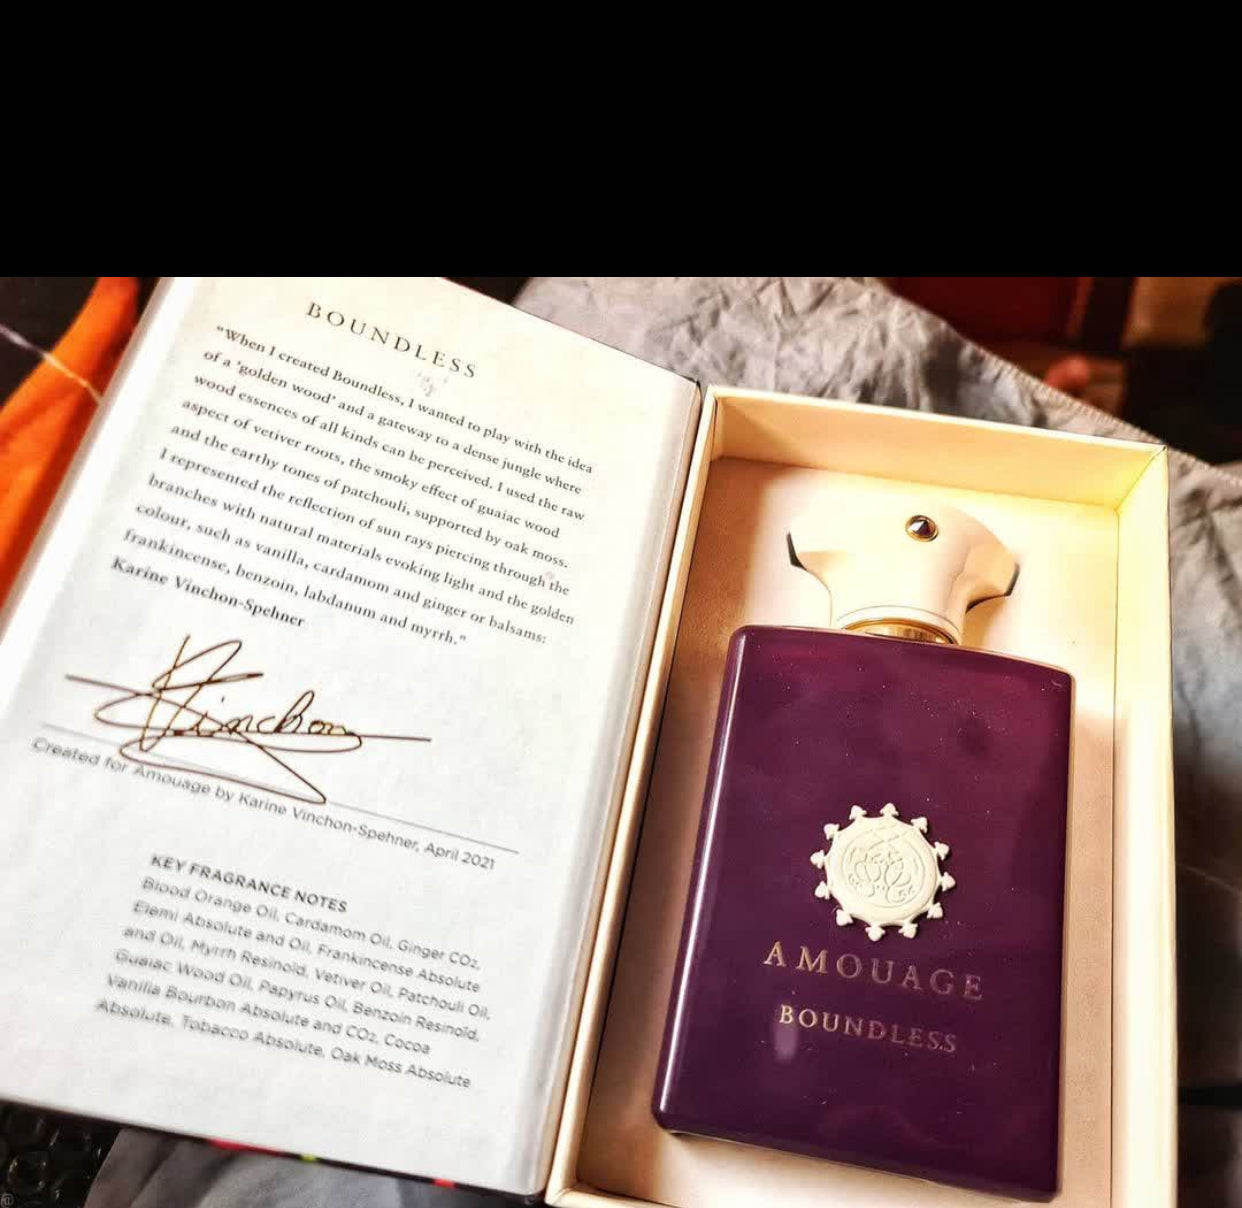 BOUNDLESS
"When I created Boundless, I wanted to play with the idea
of a 'golden wood' and a gateway to a dense jungle where
wood essences of all kinds can be perceived. I used the raw
aspect of vetiver roots, the smoky effect of guaiac wood
and the earthy tones of patchouli, supported by oak moss.
I represented the reflection of sun rays piercing through the
branches with natural materials evoking light and the golden
colour, such as vanilla, cardamom and ginger or balsams:
frankincense, benzoin, labdanum and myrrh."
Karine Vinchon-Spehner
KVinchon
Created for Amouage by Karine Vinchon-Spehner, April 2021
KEY FRAGRANCE NOTES
Blood Orange Oil, Cardamom Oil, Ginger CO₂,
Elemi Absolute and Oil, Frankincense Absolute
and Oil, Myrrh Resinoid, Vetiver Oil, Patchouli Oil,
Guaiac Wood Oil, Papyrus Oil, Benzoin Resinoid,
Vanilla Bourbon Absolute and CO₂, Cocoa
Absolute, Tobacco Absolute, Oak Moss Absolute
AMOUAGE
BOUNDLESS